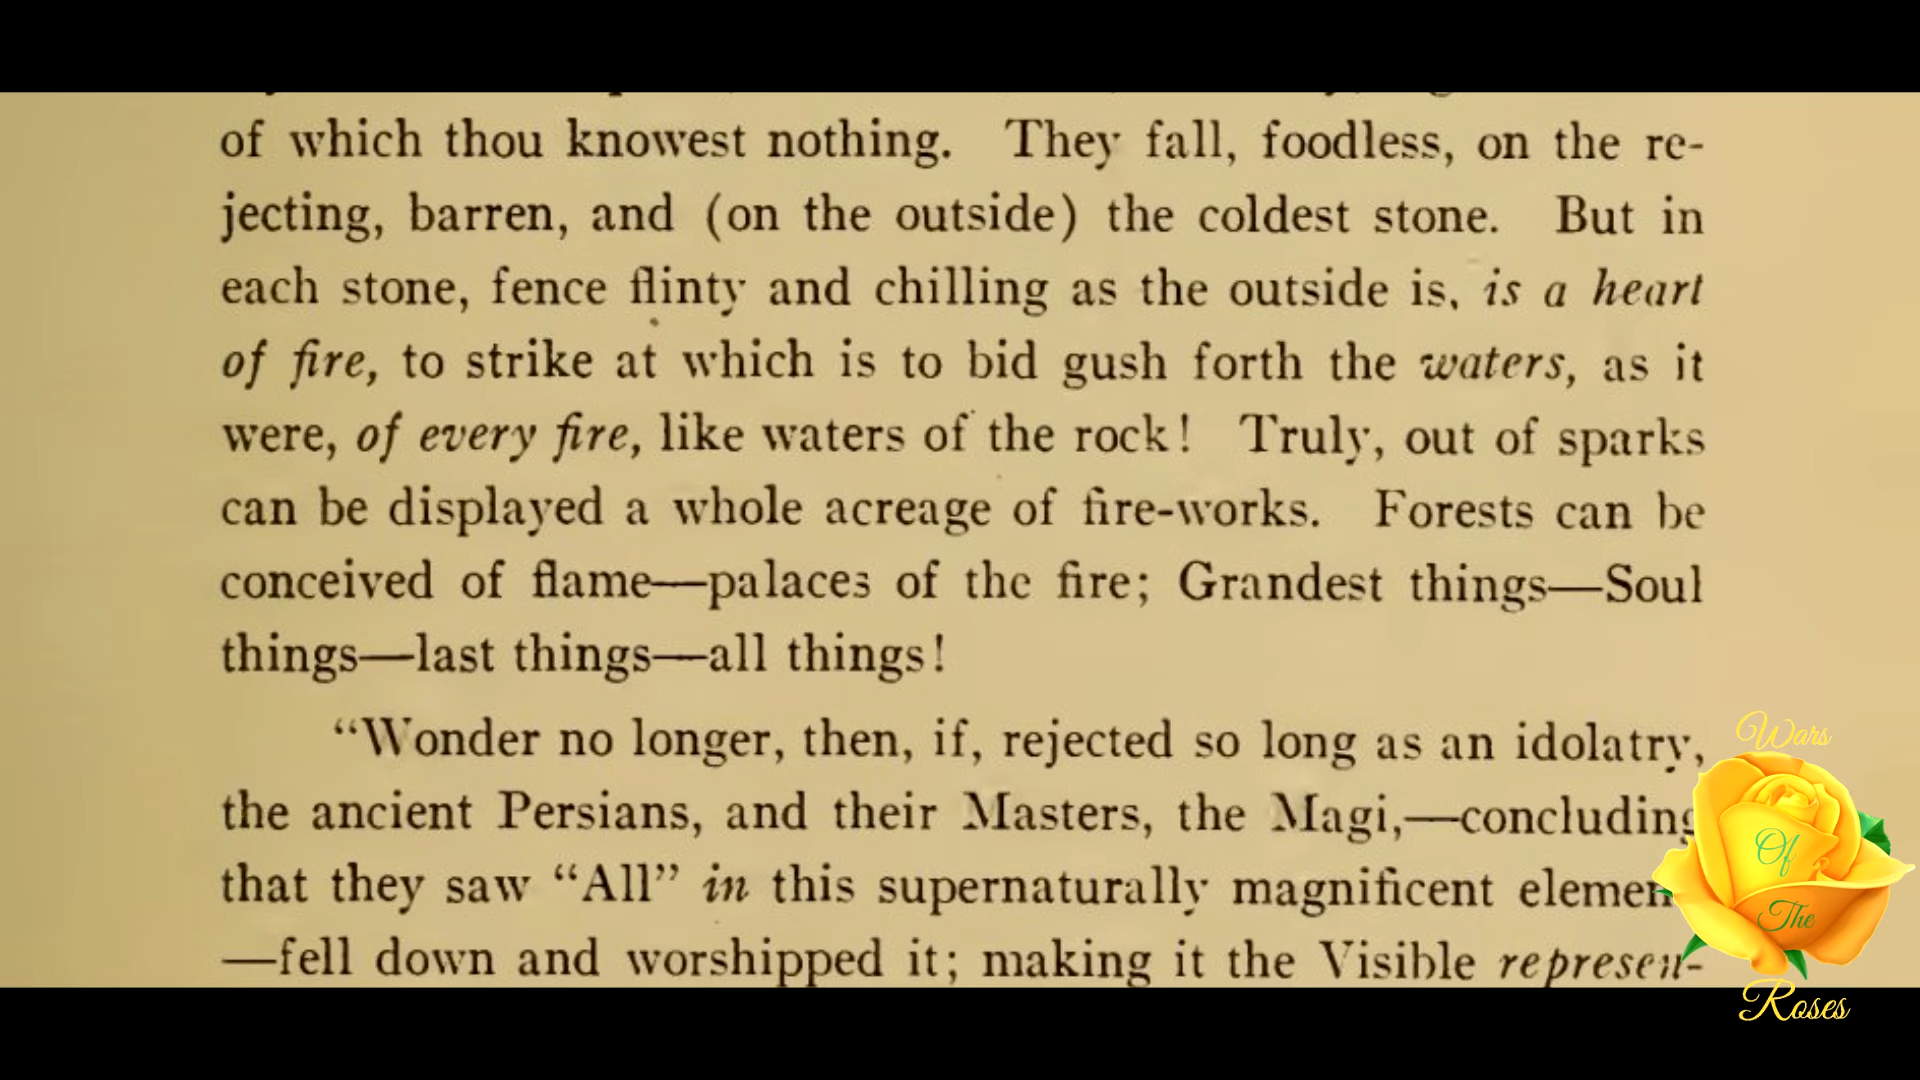 of which thou knowest nothing. They fall, foodless, on the re-
jecting, barren, and (on the outside) the coldest stone. But in
each stone, fence flinty and chilling as the outside is, is a heart
of fire, to strike at which is to bid gush forth the waters, as it
were, of every fire, like waters of the rock! Truly, out of sparks
can be displayed a whole acreage of fire-works. Forests can be
conceived of flame—palaces of the fire; Grandest things—Soul
things—last things—all things!
“Wonder no longer, then, if, rejected so long as an idolatry,
the ancient Persians, and their Masters, the Magi,—concluding
that they saw “All” in this supernaturally magnificent elemen
—fell down and worshipped it; making it the Visible represen-
Wars
Of
The
Roses